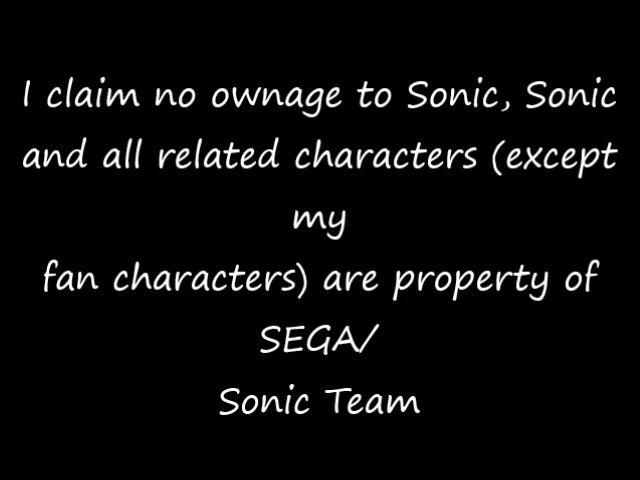 I claim no ownage to Sonic, Sonic
and all related characters (except
my
fan characters) are property of
SEGA/
Sonic Team